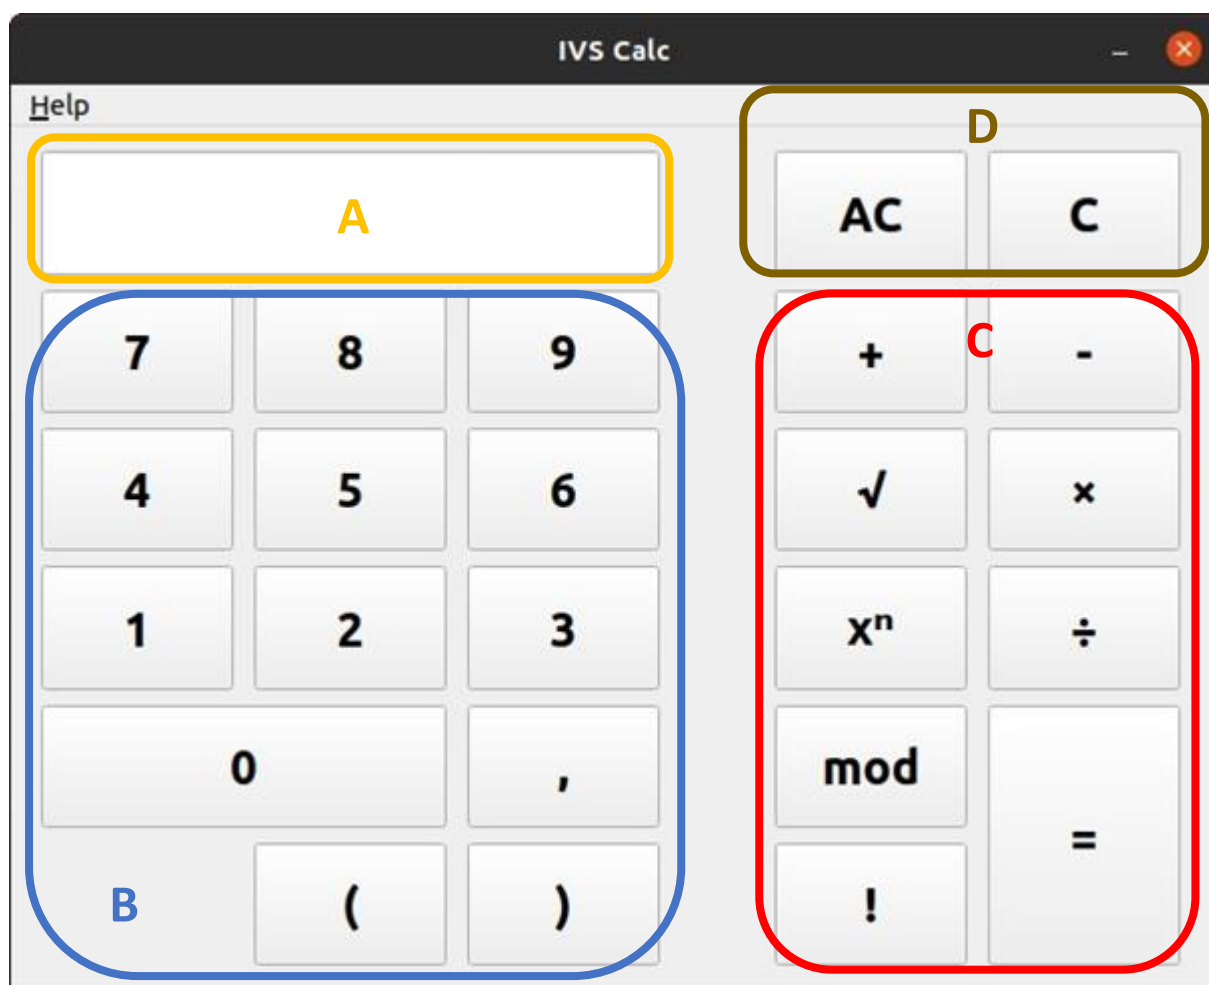 IVS Calc
Help
D
A
AC C
7 8 9 + C -
4 5 6 √ ×
1 2 3 xⁿ ÷
0 , mod
=
B ( ) !